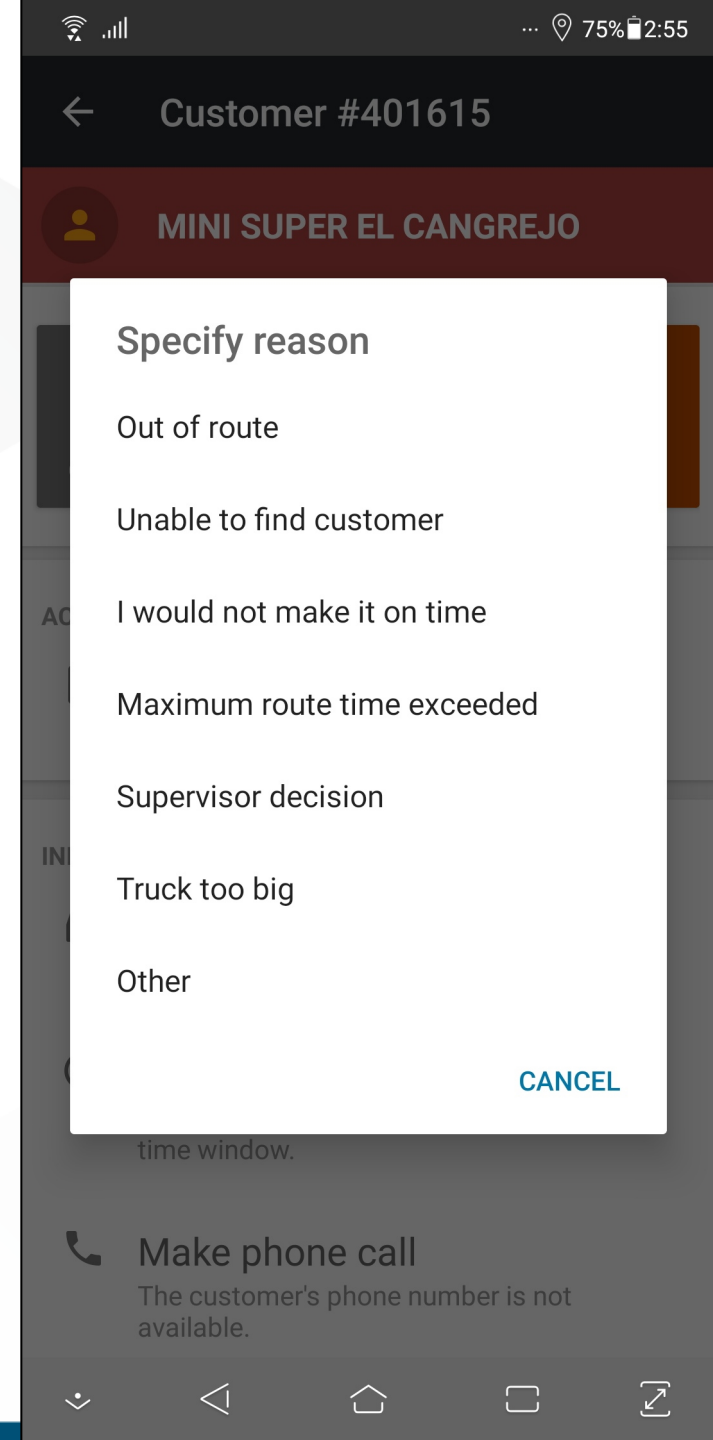 ... 75% 2:55
Customer #401615
MINI SUPER EL CANGREJO
Specify reason
Out of route
Unable to find customer
I would not make it on time
Maximum route time exceeded
Supervisor decision
Truck too big
Other
CANCEL
time window.
Make phone call
The customer's phone number is not
available.